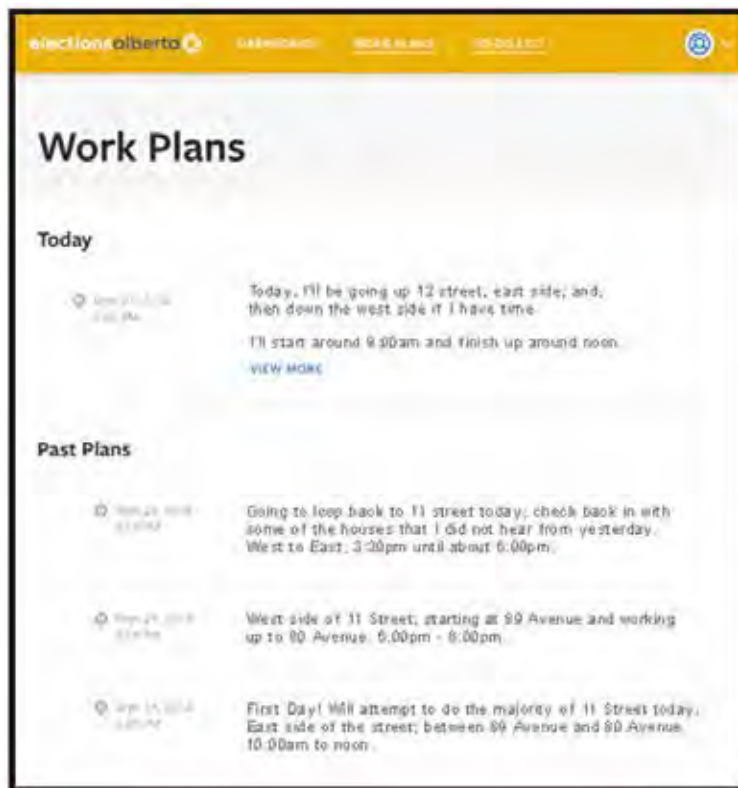 electionsalberta
DASHBOARD WORK PLANS
Work Plans
Today
Today, I'll be going up 12 street, east side, and,
then down the west side if I have time
I'll start around 9:00am and finish up around noon
VIEW MORE
Past Plans
Going to loop back to 11 street today, check back in with
some of the houses that I did not hear from yesterday.
West to East, 3:30pm until about 6:00pm.
West side of 11 Street, starting at 89 Avenue and working
up to 80 Avenue. 6:00pm - 8:00pm
First Day! Will attempt to do the majority of 11 Street today.
East side of the street, between 89 Avenue and 80 Avenue
10:00am to noon